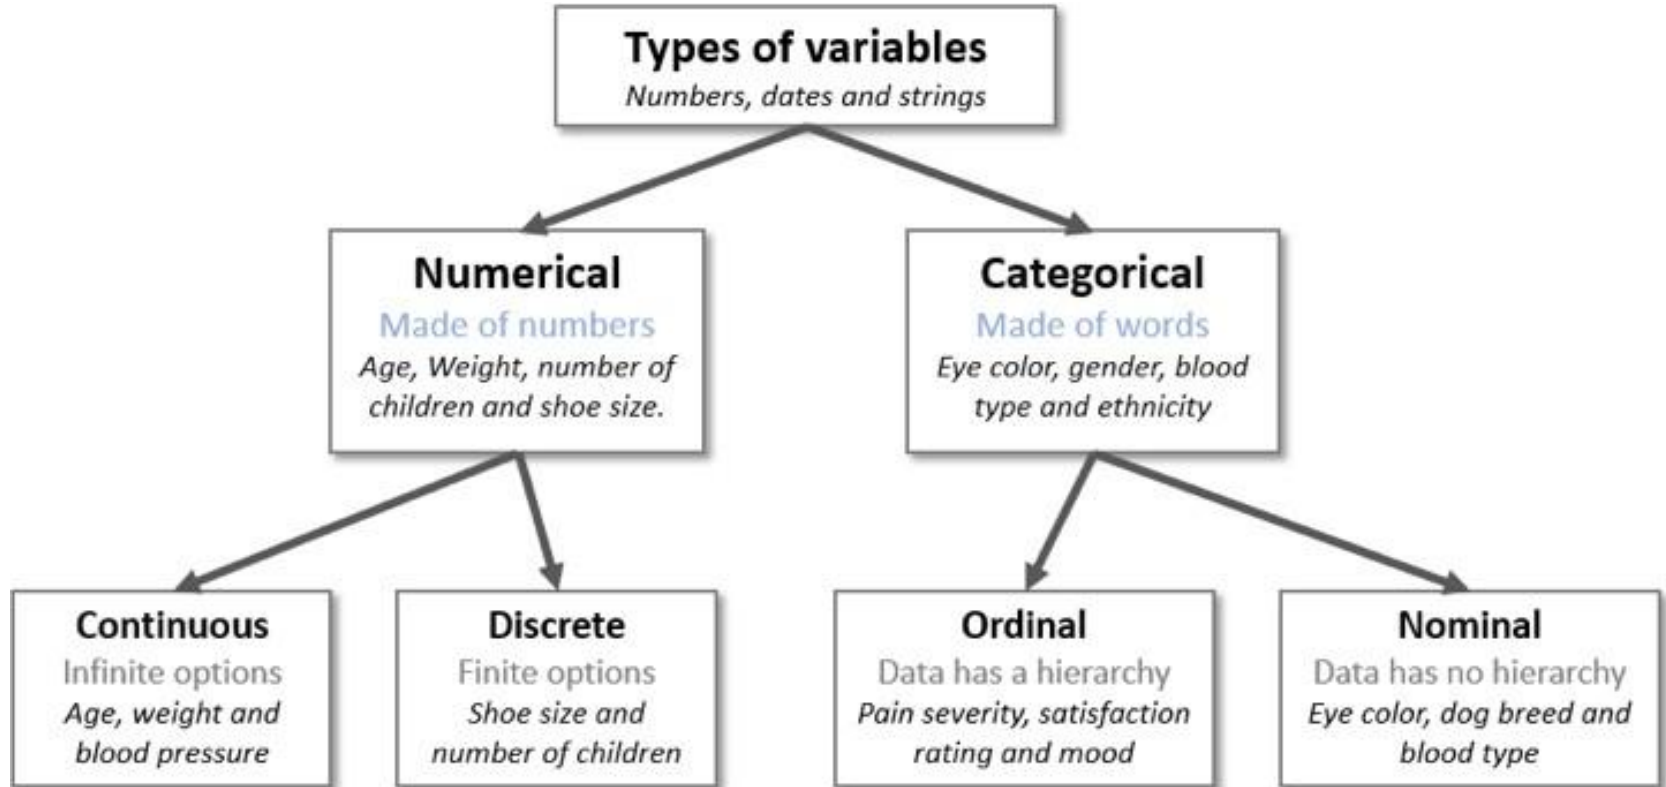 Types of variables
Numbers, dates and strings
Numerical
Made of numbers
Age, Weight, number of
children and shoe size.
Categorical
Made of words
Eye color, gender, blood
type and ethnicity
Continuous
Infinite options
Age, weight and
blood pressure
Discrete
Finite options
Shoe size and
number of children
Ordinal
Data has a hierarchy
Pain severity, satisfaction
rating and mood
Nominal
Data has no hierarchy
Eye color, dog breed and
blood type